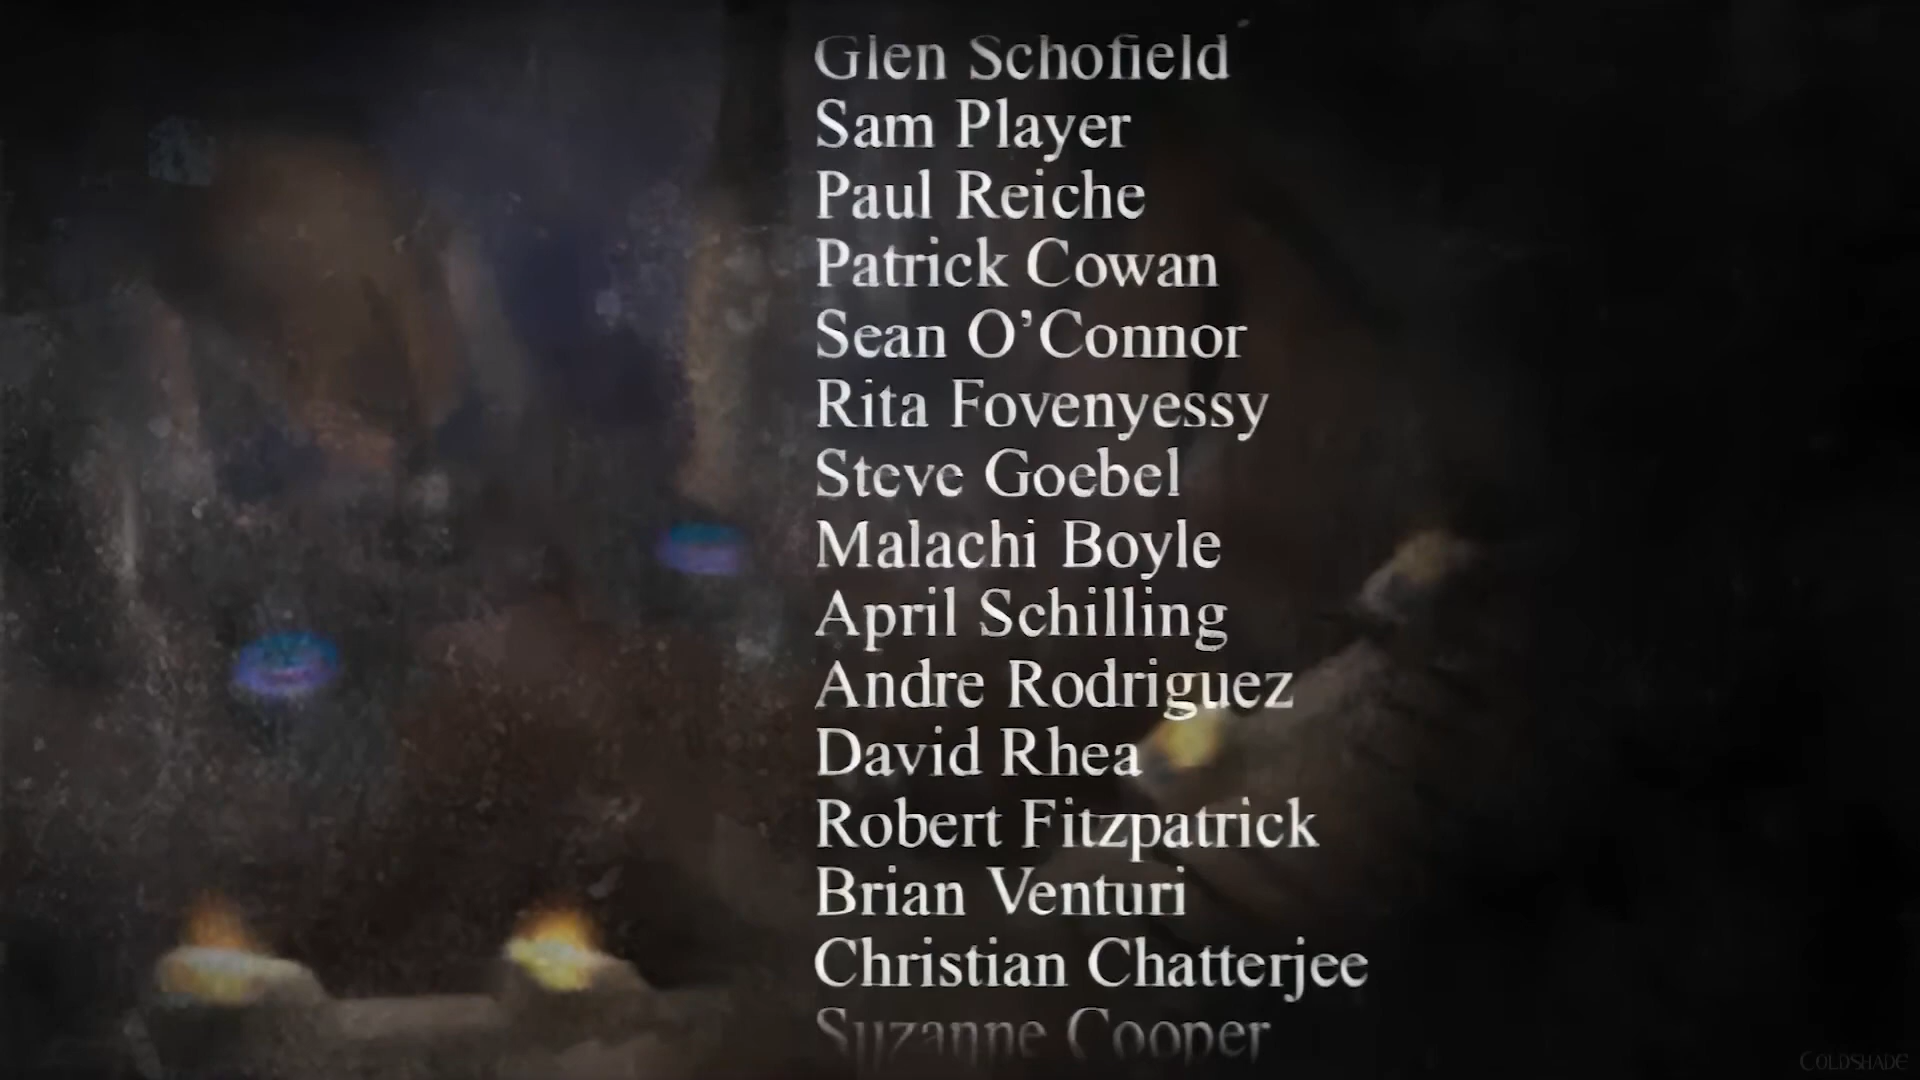 Glen Schofield
Sam Player
Paul Reiche
Patrick Cowan
Sean O’Connor
Rita Fovenyessy
Steve Goebel
Malachi Boyle
April Schilling
Andre Rodriguez
David Rhea
Robert Fitzpatrick
Brian Venturi
Christian Chatterjee
Suzanne Cooper
COLDSHADE